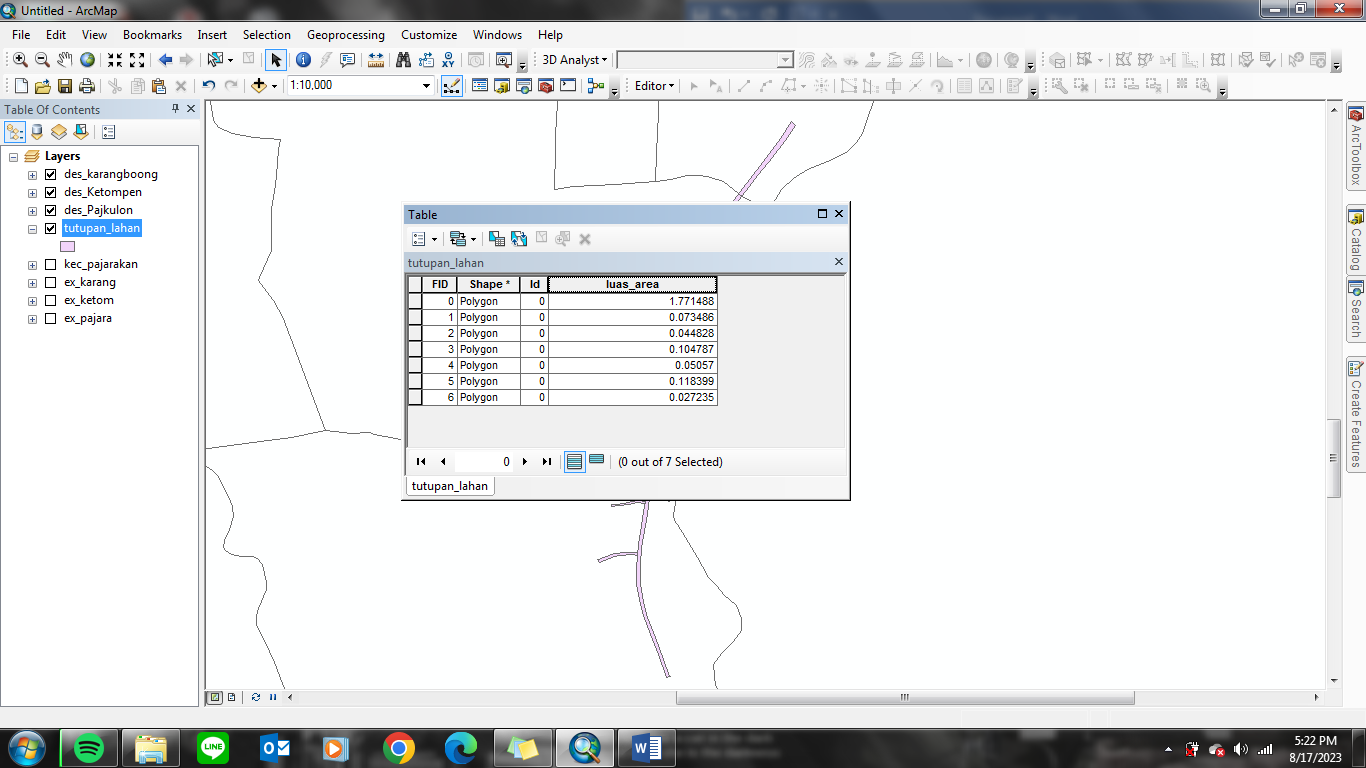 Untitled - ArcMap
File Edit View Bookmarks Insert Selection Geoprocessing Customize Windows Help
3D Analyst
1:10,000
Editor
Table Of Contents
Layers
des_karangboong
des_Ketompen
des_Pajkulon
tutupan_lahan
kec_pajarakan
ex_karang
ex_ketom
ex_pajara
Table
tutupan_lahan
FID Shape * Id luas_area
0 Polygon 0 1.771488
1 Polygon 0 0.073486
2 Polygon 0 0.044828
3 Polygon 0 0.104787
4 Polygon 0 0.05057
5 Polygon 0 0.118399
6 Polygon 0 0.027235
0 (0 out of 7 Selected)
tutupan_lahan
ArcToolbox
Catalog
Search
Create Features
LINE
5:22 PM
8/17/2023